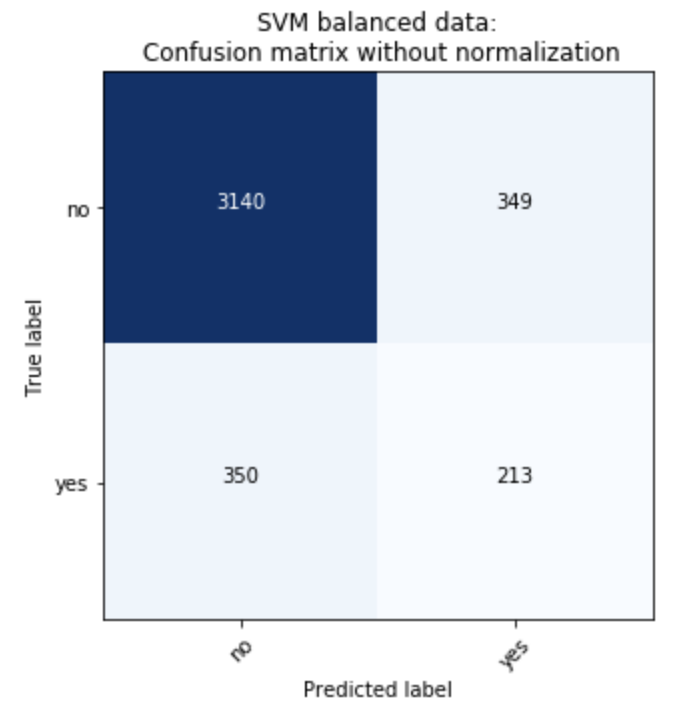 SVM balanced data:
Confusion matrix without normalization
no
3140
349
True label
yes
350
213
no
yes
Predicted label